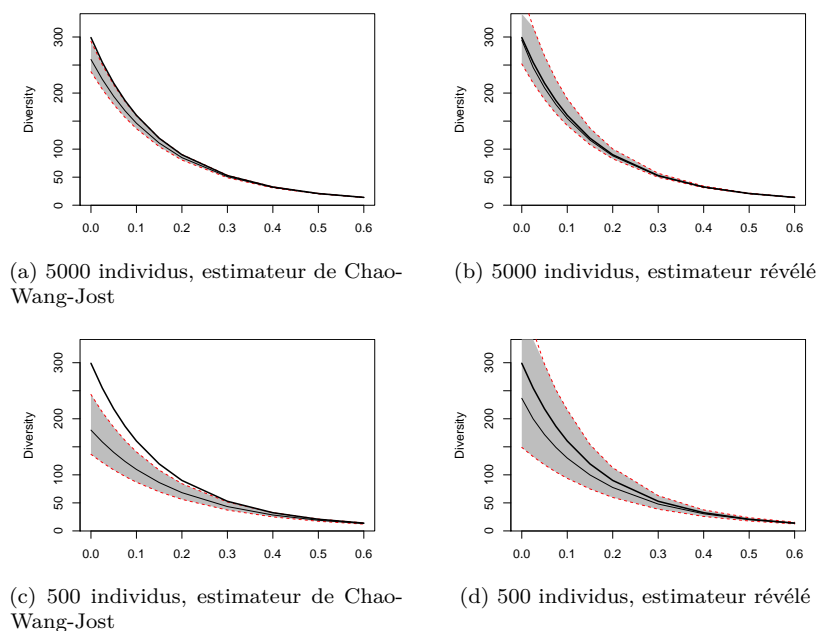 Diversity
300
200
100
50
0
0.0 0.1 0.2 0.3 0.4 0.5 0.6
(a) 5000 individus, estimateur de Chao-
Wang-Jost
Diversity
300
200
100
50
0
0.0 0.1 0.2 0.3 0.4 0.5 0.6
(b) 5000 individus, estimateur révélé
Diversity
300
200
100
50
0
0.0 0.1 0.2 0.3 0.4 0.5 0.6
(c) 500 individus, estimateur de Chao-
Wang-Jost
Diversity
300
200
100
50
0
0.0 0.1 0.2 0.3 0.4 0.5 0.6
(d) 500 individus, estimateur révélé